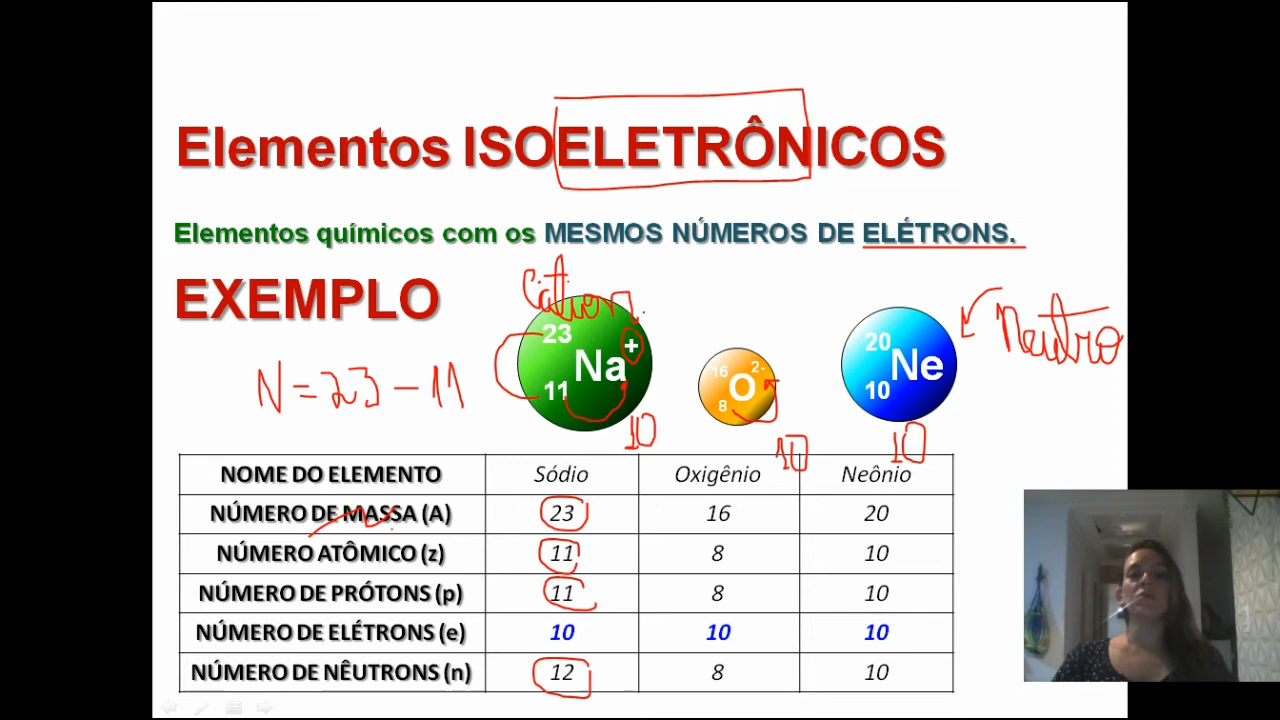 Elementos ISOELETRÔNICOS
Elementos químicos com os MESMOS NÚMEROS DE ELÉTRONS.
EXEMPLO
Cátion
23
Na+
11
10
16
O 2-
8
10
20
Ne
10
10
Neutro
N = 23 - 11
NOME DO ELEMENTO Sódio Oxigênio Neônio
NÚMERO DE MASSA (A) 23 16 20
NÚMERO ATÔMICO (z) 11 8 10
NÚMERO DE PRÓTONS (p) 11 8 10
NÚMERO DE ELÉTRONS (e) 10 10 10
NÚMERO DE NÊUTRONS (n) 12 8 10